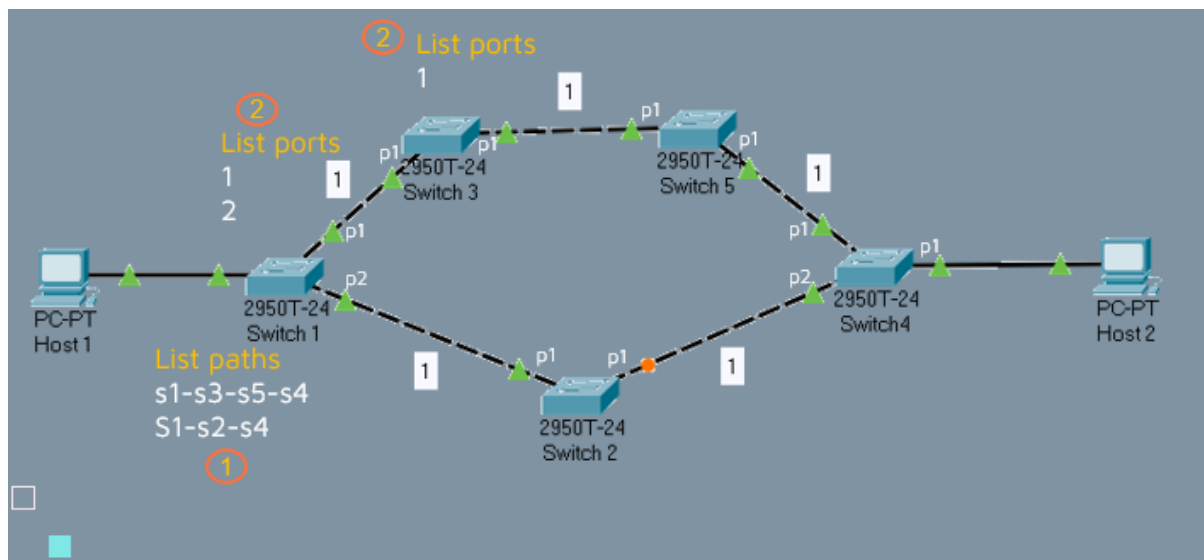 2 List ports
1
1
2
List ports
1
2
1
p1
p1
p1
p1
2950T-24
Switch 3
p1
2950T-24
Switch 5
1
p1
p1
PC-PT
Host 1
2950T-24
Switch 1
p2
1
p1
p1
2950T-24
Switch 2
1
p2
p1
2950T-24
Switch4
PC-PT
Host 2
List paths
s1-s3-s5-s4
S1-s2-s4
1